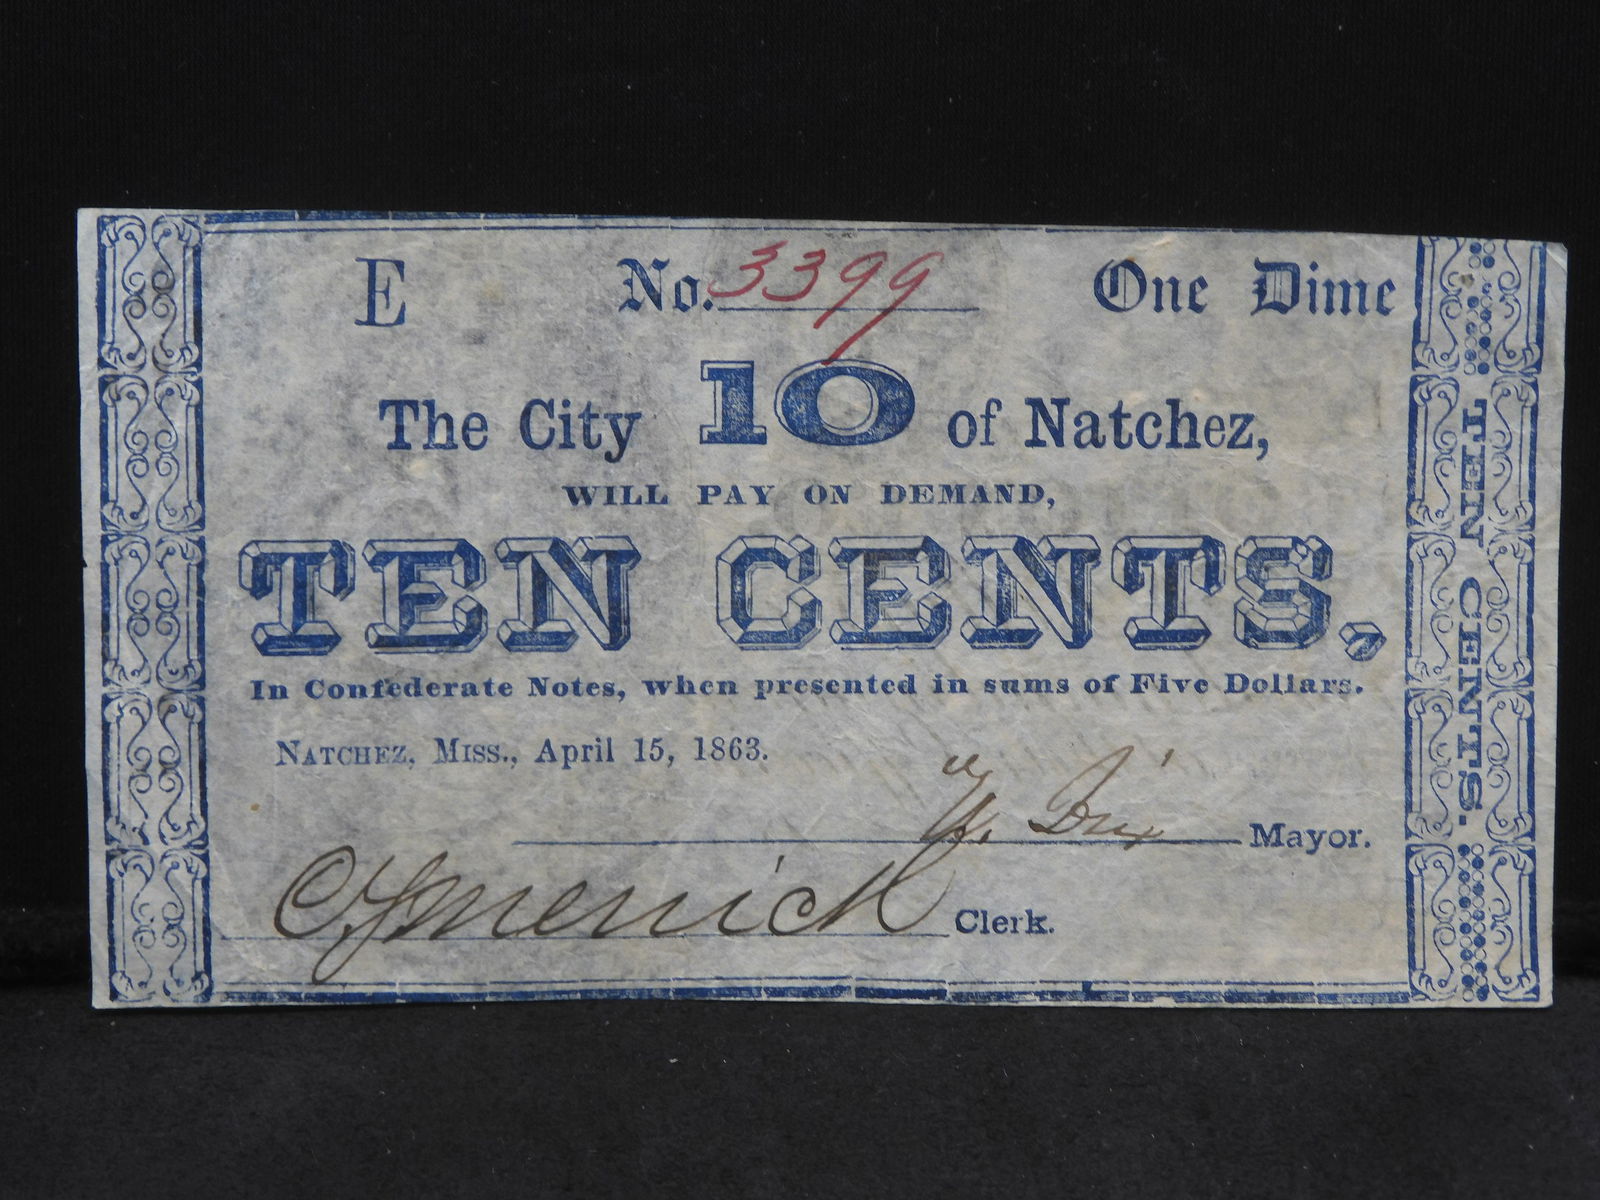 E No. 3399 One Dime
The City 10 of Natchez,
WILL PAY ON DEMAND,
TEN CENTS,
In Confederate Notes, when presented in sums of Five Dollars.
NATCHEZ, MISS., April 15, 1863.
Mayor.
C F Merrick Clerk.
TEN CENTS.